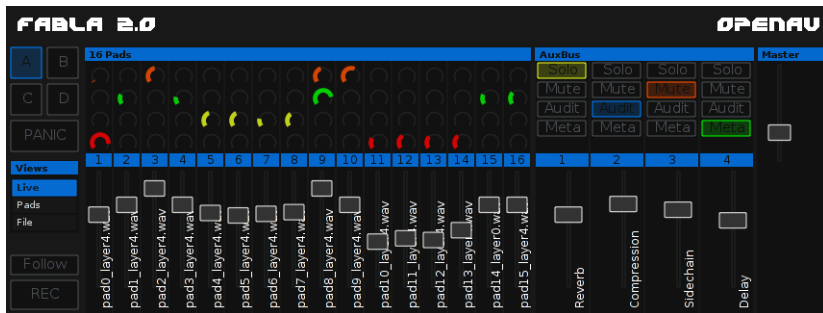 FABLA 2.0 OPENAU
A B
C D
PANIC
Views
Live
Pads
File
Follow
REC
16 Pads
1 2 3 4 5 6 7 8 9 10 11 12 13 14 15 16
pad0_layer4.wav
pad1_layer4.wav
pad2_layer4.wav
pad3_layer4.wav
pad4_layer4.wav
pad5_layer4.wav
pad6_layer4.wav
pad7_layer4.wav
pad8_layer4.wav
pad9_layer4.wav
pad10_layer4.wav
pad11_layer4.wav
pad12_layer4.wav
pad13_layer4.wav
pad14_layer0.wav
pad15_layer4.wav
AuxBus
Solo Solo Solo Solo
Mute Mute Mute Mute
Audit Audit Audit Audit
Meta Meta Meta Meta
1 2 3 4
Reverb
Compression
Sidechain
Delay
Master